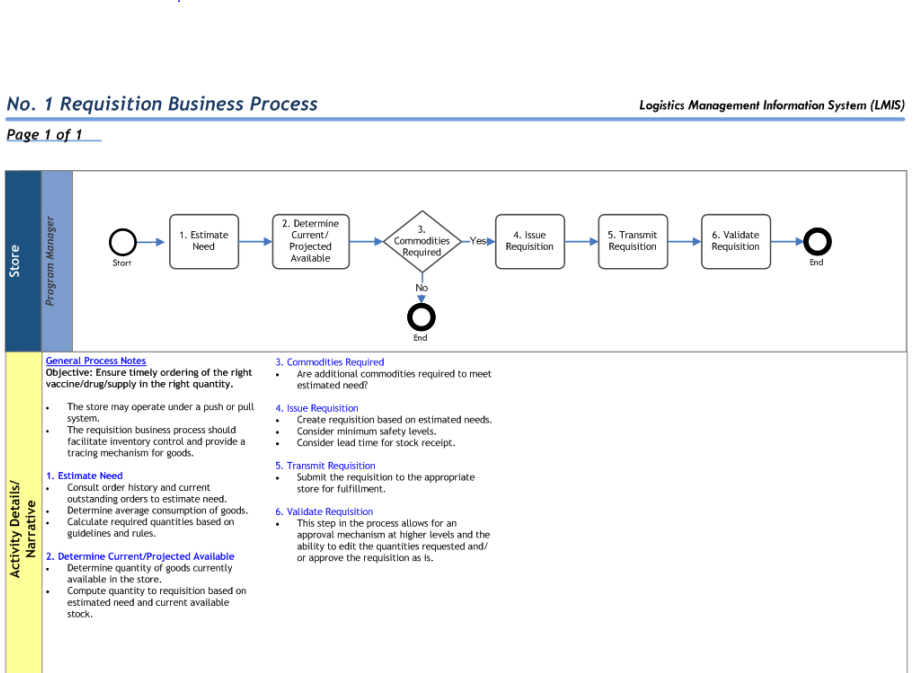 No. 1 Requisition Business Process
Logistics Management Information System (LMIS)
Page 1 of 1
Store
Program Manager
Start
1. Estimate
Need
2. Determine
Current/
Projected
Available
3.
Commodities
Required
Yes
4. Issue
Requisition
5. Transmit
Requisition
6. Validate
Requisition
End
No
End
Activity Details/
Narrative
General Process Notes
Objective: Ensure timely ordering of the right
vaccine/drug/supply in the right quantity.
• The store may operate under a push or pull
system.
• The requisition business process should
facilitate inventory control and provide a
tracing mechanism for goods.
1. Estimate Need
• Consult order history and current
outstanding orders to estimate need.
• Determine average consumption of goods.
• Calculate required quantities based on
guidelines and rules.
2. Determine Current/Projected Available
• Determine quantity of goods currently
available in the store.
• Compute quantity to requisition based on
estimated need and current available
stock.
3. Commodities Required
• Are additional commodities required to meet
estimated need?
4. Issue Requisition
• Create requisition based on estimated needs.
• Consider minimum safety levels.
• Consider lead time for stock receipt.
5. Transmit Requisition
• Submit the requisition to the appropriate
store for fulfillment.
6. Validate Requisition
• This step in the process allows for an
approval mechanism at higher levels and the
ability to edit the quantities requested and/
or approve the requisition as is.